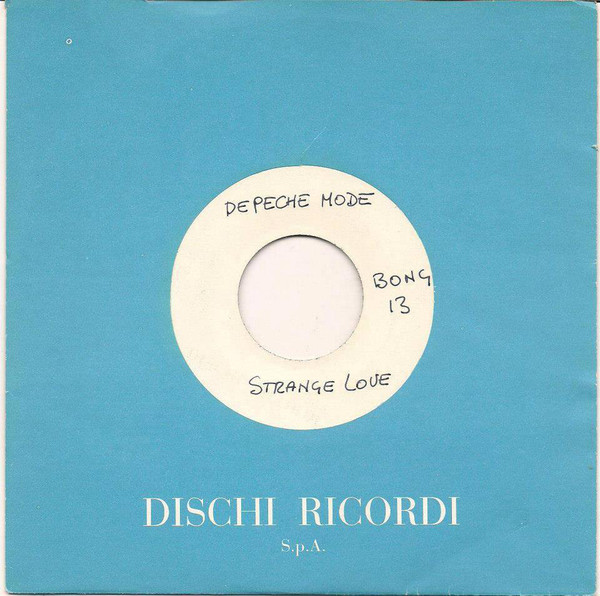 DEPECHE MODE
BONG
13
STRANGE LOVE
DISCHI RICORDI
S.p.A.